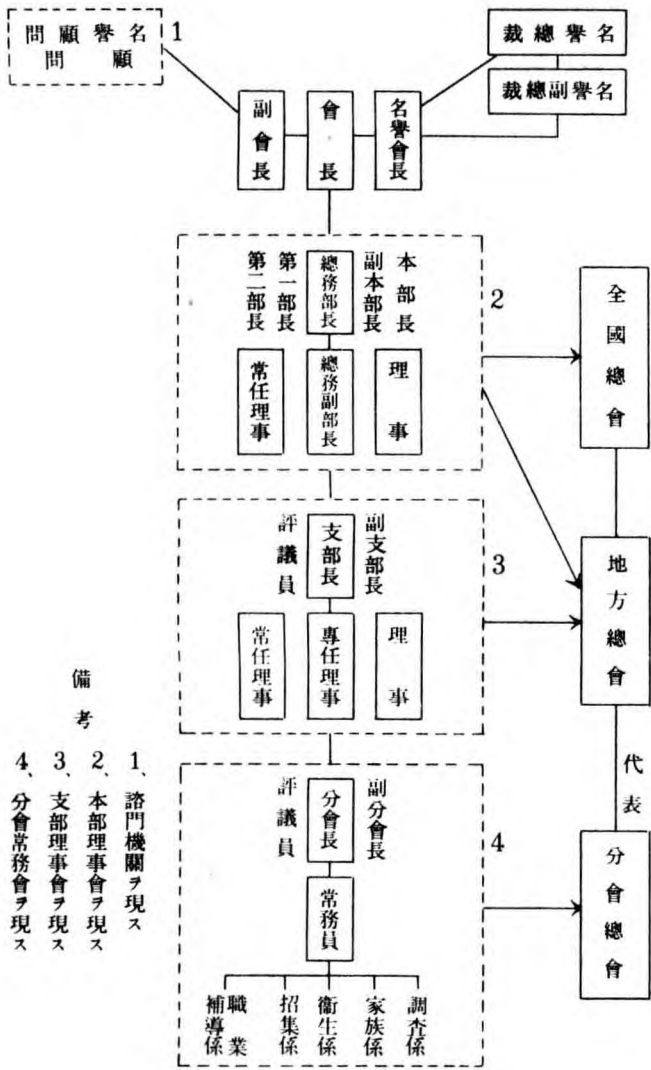 名譽顧問
顧問
1
名譽總裁
名譽副總裁
名譽會長
會長
副會長
本部長
副本部長
總務部長
第一部長
第二部長
理事
總務副部長
常任理事
2
全國總會
副支部長
支部長
評議員
理事
專任理事
常任理事
3
地方總會
代表
副分會長
分會長
評議員
常務員
調査係
家族係
衞生係
招集係
職業
補導係
4
分會總會
備考
1、諮門機關ヲ現ス
2、本部理事會ヲ現ス
3、支部理事會ヲ現ス
4、分會常務會ヲ現ス